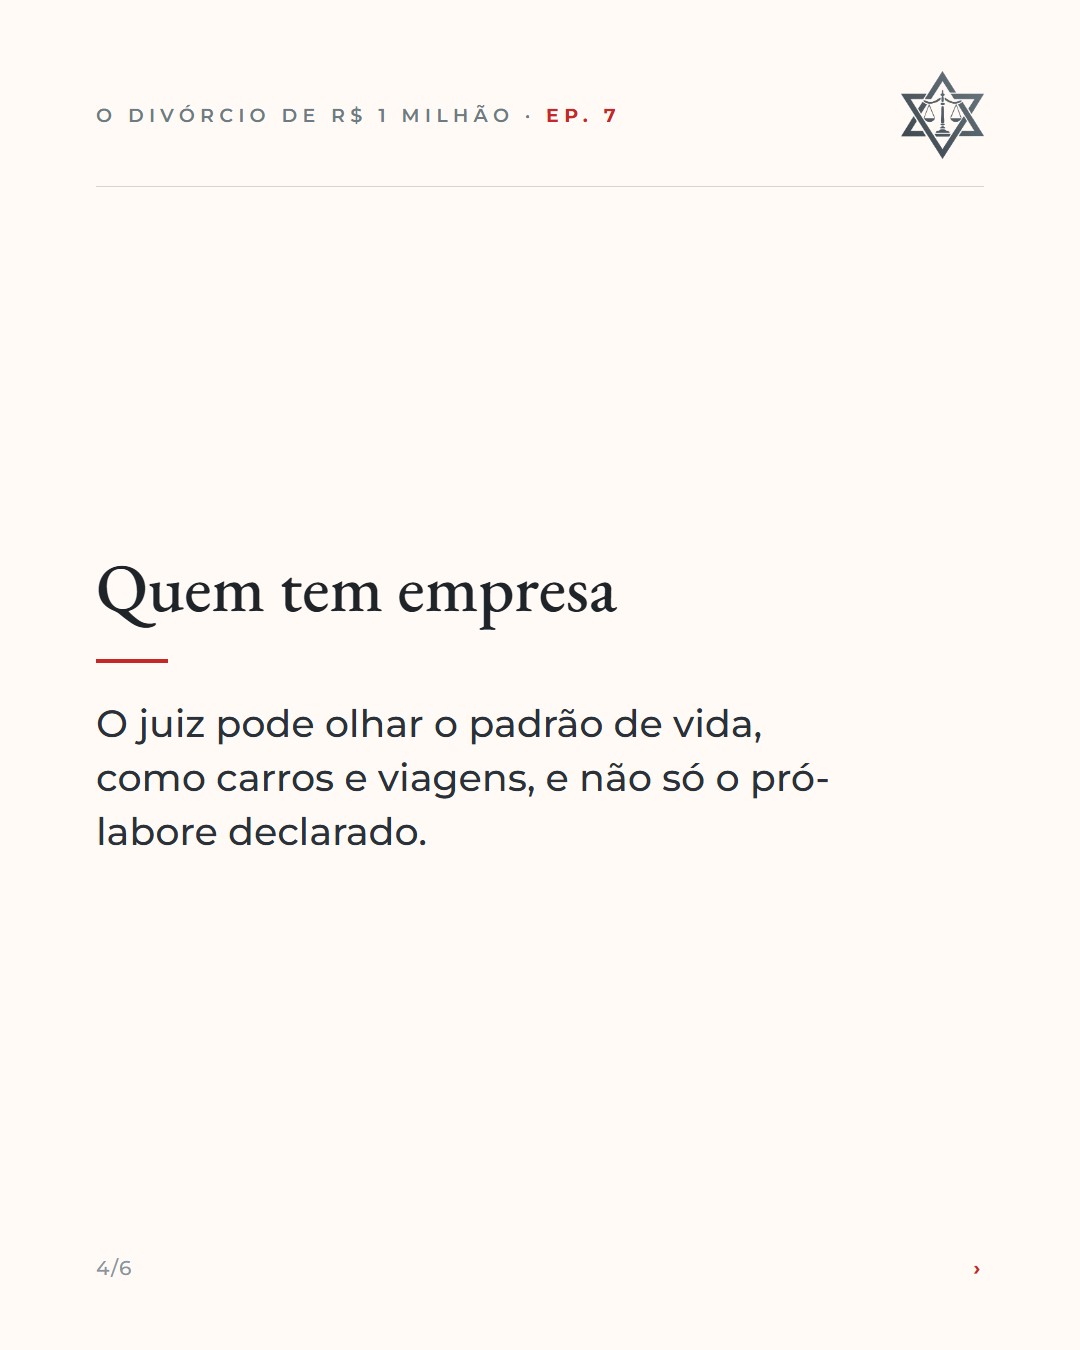 O DIVÓRCIO DE R$ 1 MILHÃO · EP. 7
Quem tem empresa
O juiz pode olhar o padrão de vida,
como carros e viagens, e não só o pró-
labore declarado.
4/6
›